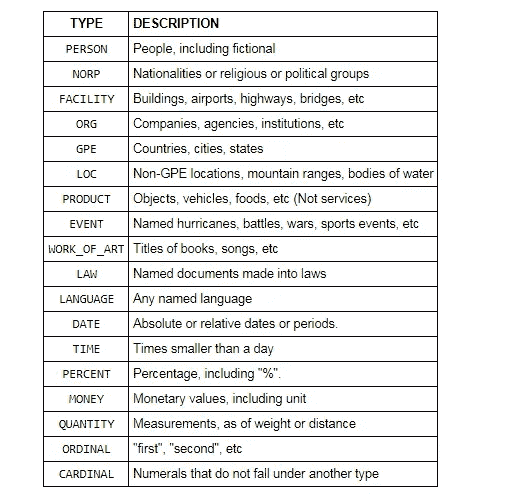 TYPE DESCRIPTION
PERSON People, including fictional
NORP Nationalities or religious or political groups
FACILITY Buildings, airports, highways, bridges, etc
ORG Companies, agencies, institutions, etc
GPE Countries, cities, states
LOC Non-GPE locations, mountain ranges, bodies of water
PRODUCT Objects, vehicles, foods, etc (Not services)
EVENT Named hurricanes, battles, wars, sports events, etc
WORK_OF_ART Titles of books, songs, etc
LAW Named documents made into laws
LANGUAGE Any named language
DATE Absolute or relative dates or periods.
TIME Times smaller than a day
PERCENT Percentage, including "%".
MONEY Monetary values, including unit
QUANTITY Measurements, as of weight or distance
ORDINAL "first", "second", etc
CARDINAL Numerals that do not fall under another type